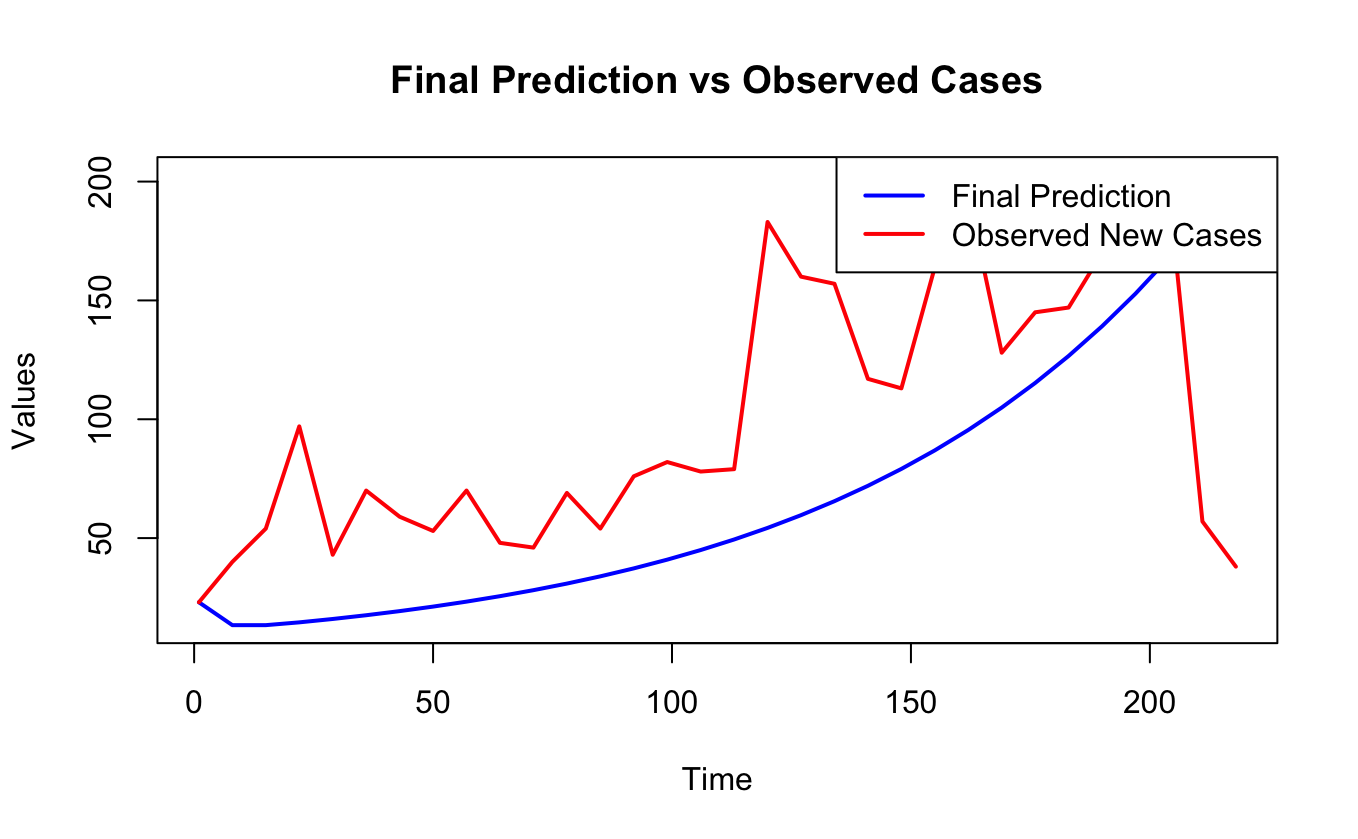 Final Prediction vs Observed Cases
Final Prediction
Observed New Cases
Values
200
150
100
50
0 50 100 150 200
Time